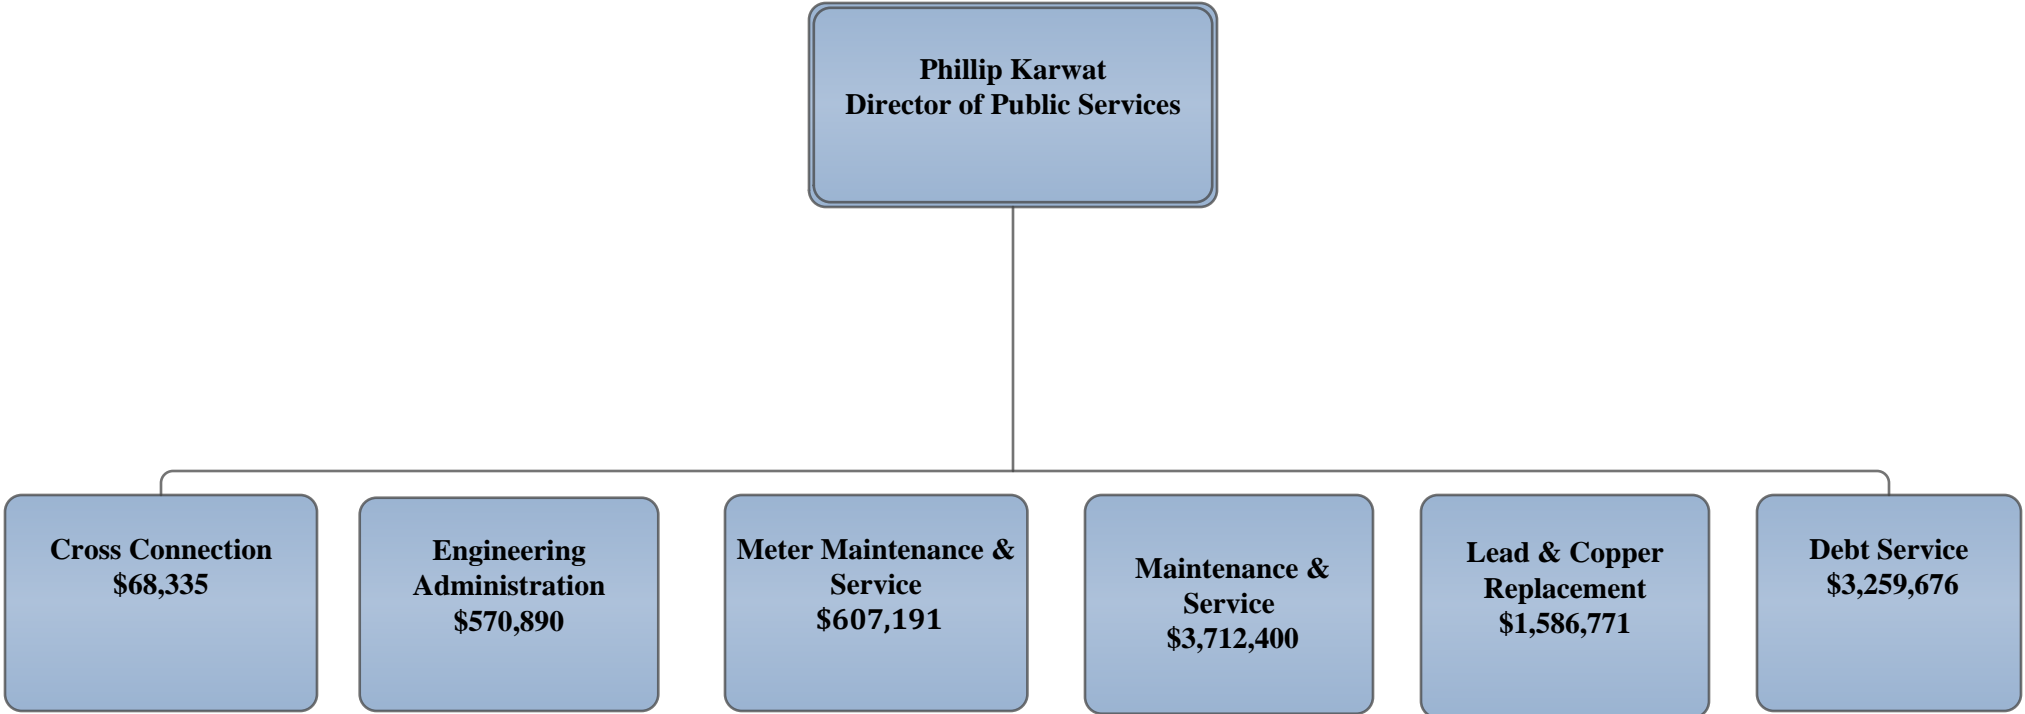 Phillip Karwat
Director of Public Services
Cross Connection
$68,335
Engineering
Administration
$570,890
Meter Maintenance &
Service
$607,191
Maintenance &
Service
$3,712,400
Lead & Copper
Replacement
$1,586,771
Debt Service
$3,259,676